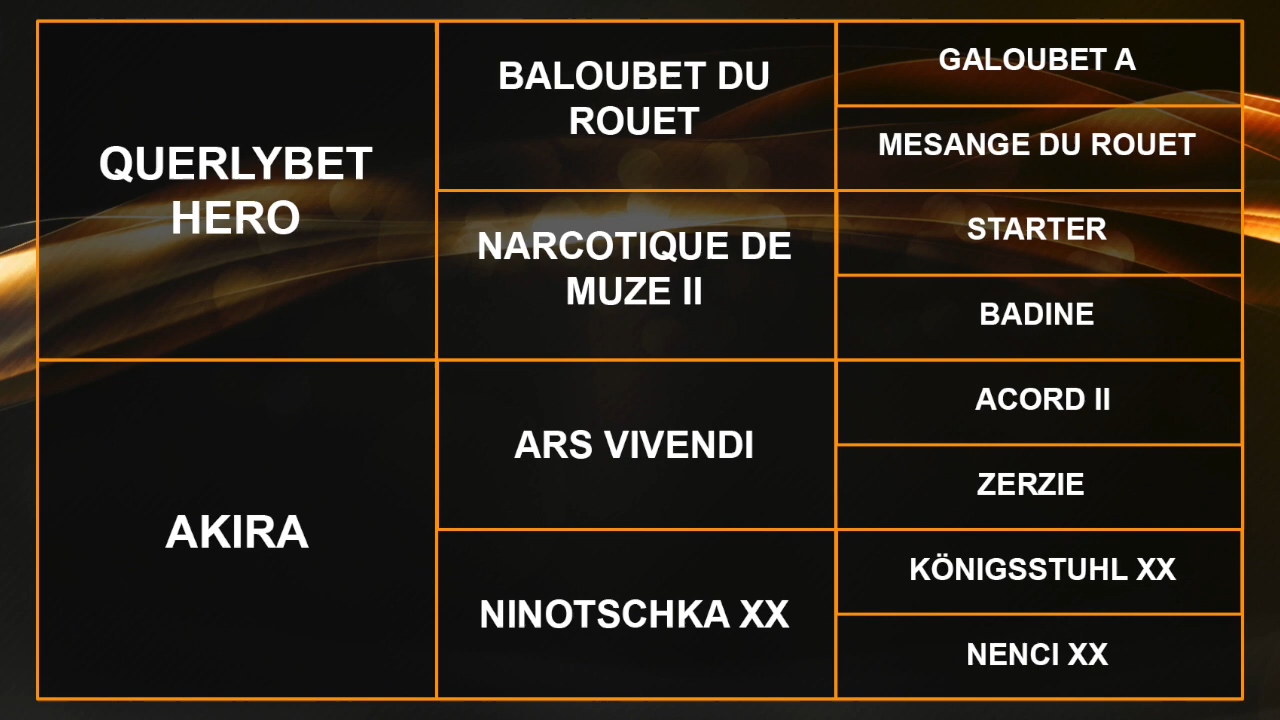 QUERLYBET
HERO
BALOUBET DU
ROUET
GALOUBET A
MESANGE DU ROUET
NARCOTIQUE DE
MUZE II
STARTER
BADINE
AKIRA
ARS VIVENDI
ACORD II
ZERZIE
NINOTSCHKA XX
KÖNIGSSTUHL XX
NENCI XX